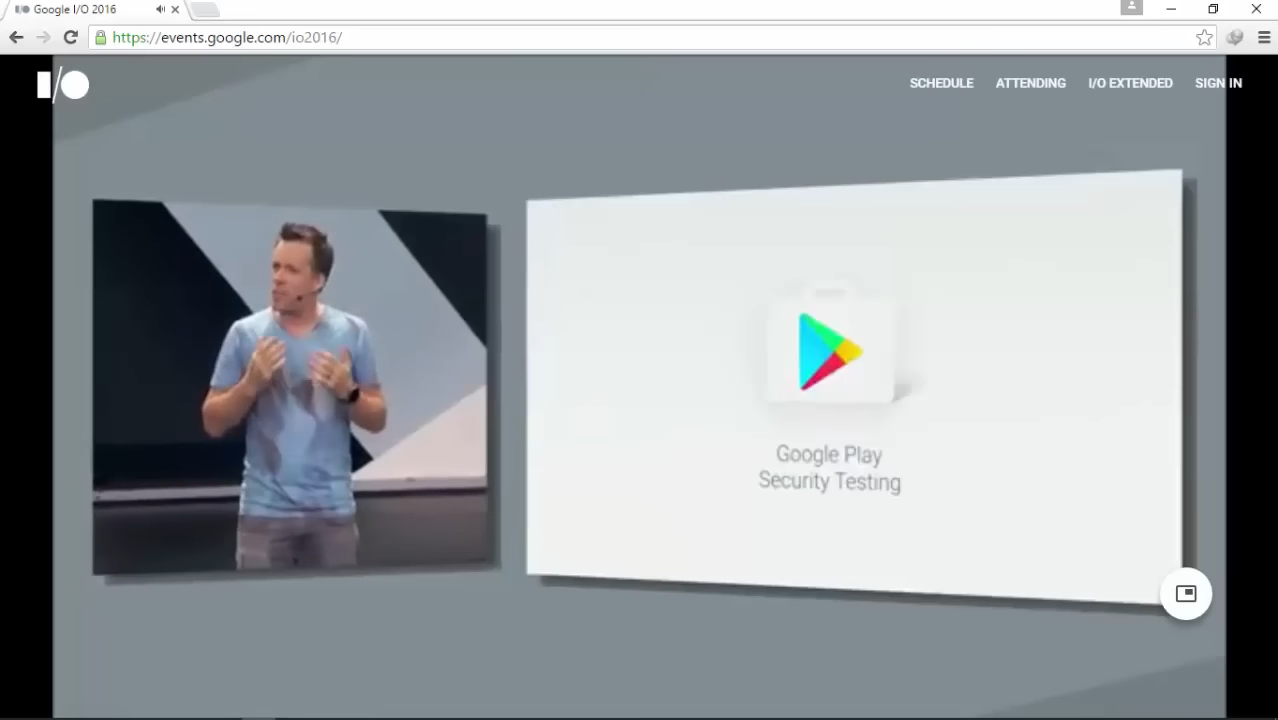 Google I/O 2016
https://events.google.com/io2016/
I/O
SCHEDULE ATTENDING I/O EXTENDED SIGN IN
Google Play
Security Testing